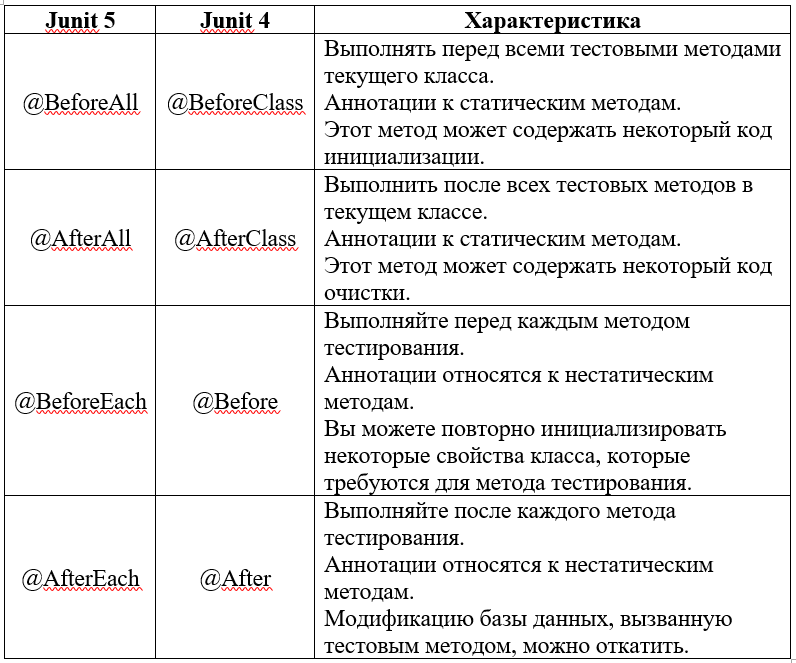 Junit 5 Junit 4 Характеристика
@BeforeAll @BeforeClass
Выполнять перед всеми тестовыми методами
текущего класса.
Аннотации к статическим методам.
Этот метод может содержать некоторый код
инициализации.
@AfterAll @AfterClass
Выполнить после всех тестовых методов в
текущем классе.
Аннотации к статическим методам.
Этот метод может содержать некоторый код
очистки.
@BeforeEach @Before
Выполняйте перед каждым методом
тестирования.
Аннотации относятся к нестатическим
методам.
Вы можете повторно инициализировать
некоторые свойства класса, которые
требуются для метода тестирования.
@AfterEach @After
Выполняйте после каждого метода
тестирования.
Аннотации относятся к нестатическим
методам.
Модификацию базы данных, вызванную
тестовым методом, можно откатить.